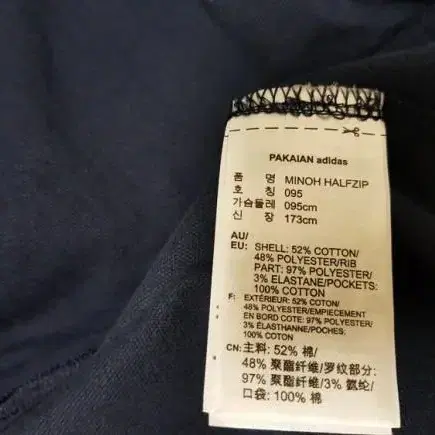 PAKAIAN adidas
품 명 MINOH HALFZIP
호 칭 095
가슴둘레 095cm
신 장 173cm
AU/
EU: SHELL: 52% COTTON/
48% POLYESTER/RIB
PART: 97% POLYESTER/
3% ELASTANE/POCKETS:
100% COTTON
F: EXTÉRIEUR: 52% COTON/
48% POLYESTER/EMPIECEMENT
EN BORD COTE: 97% POLYESTER/
3% ÉLASTHANNE/POCHES:
100% COTON
CN: 主料: 52% 棉/
48% 聚酯纤维/罗纹部分:
97% 聚酯纤维/3% 氨纶/
口袋: 100% 棉